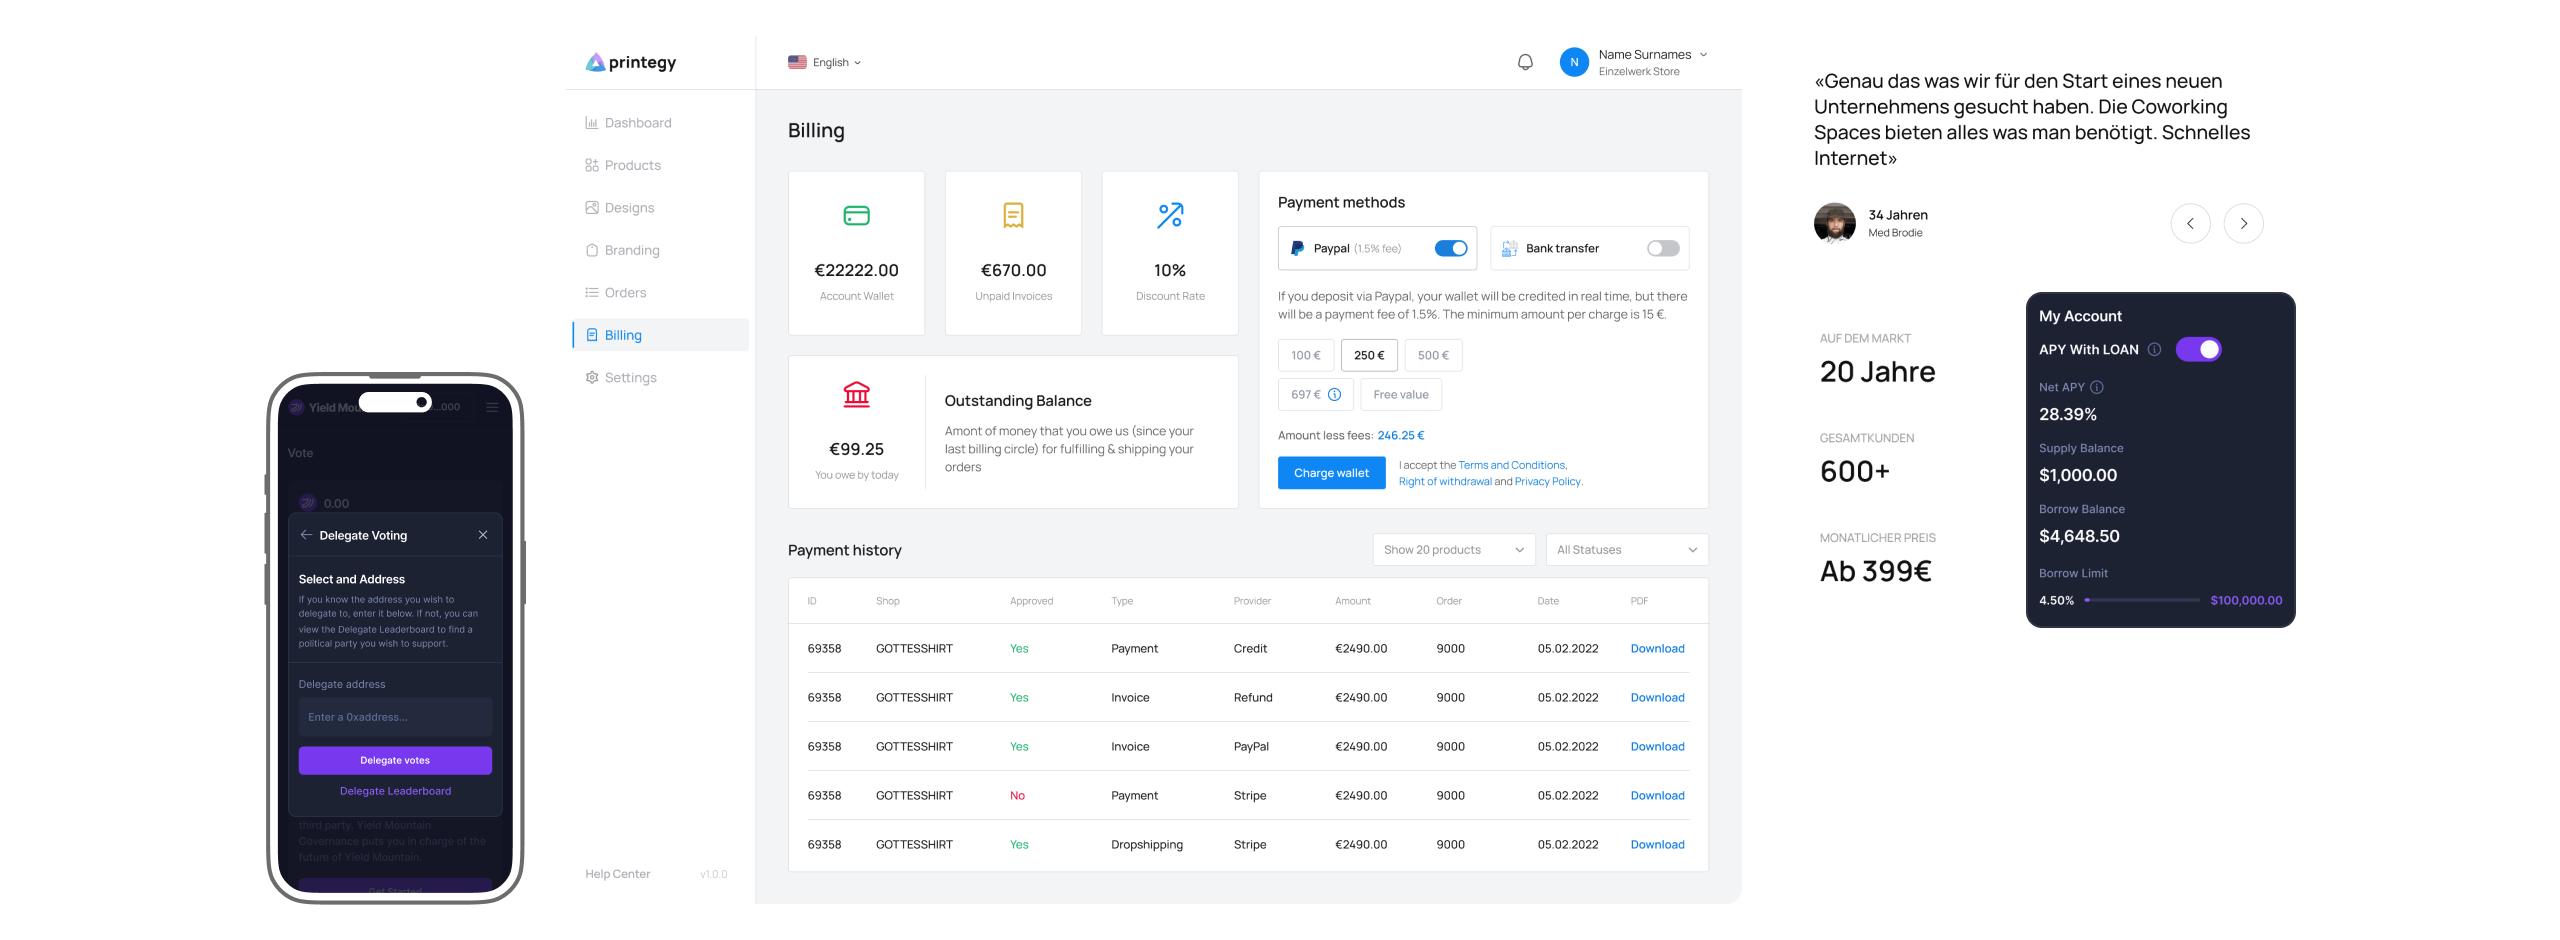 Yield Mou
...000
Vote
0.00
Delegate Voting
Select and Address
If you know the address you wish to
delegate to, enter it below. If not, you can
view the Delegate Leaderboard to find a
political party you wish to support.
Delegate address
Enter a 0xaddress...
Delegate votes
Delegate Leaderboard
third party. Yield Mountain
Governance puts you in charge of the
future of Yield Mountain.
Get Started
printegy
Dashboard
Products
Designs
Branding
Orders
Billing
Settings
Help Center v1.0.0
English
N
Name Surnames
Einzelwerk Store
Billing
€22222.00
Account Wallet
€670.00
Unpaid Invoices
10%
Discount Rate
€99.25
You owe by today
Outstanding Balance
Amont of money that you owe us (since your
last billing circle) for fulfilling & shipping your
orders
Payment methods
Paypal (1.5% fee)
Bank transfer
If you deposit via Paypal, your wallet will be credited in real time, but there
will be a payment fee of 1.5%. The minimum amount per charge is 15 €.
100 € 250 € 500 €
697 € Free value
Amount less fees: 246.25 €
Charge wallet
I accept the Terms and Conditions,
Right of withdrawal and Privacy Policy.
Payment history
Show 20 products
All Statuses
ID Shop Approved Type Provider Amount Order Date PDF
69358 GOTTESSHIRT Yes Payment Credit €2490.00 9000 05.02.2022 Download
69358 GOTTESSHIRT Yes Invoice Refund €2490.00 9000 05.02.2022 Download
69358 GOTTESSHIRT Yes Invoice PayPal €2490.00 9000 05.02.2022 Download
69358 GOTTESSHIRT No Payment Stripe €2490.00 9000 05.02.2022 Download
69358 GOTTESSHIRT Yes Dropshipping Stripe €2490.00 9000 05.02.2022 Download
«Genau das was wir für den Start eines neuen
Unternehmens gesucht haben. Die Coworking
Spaces bieten alles was man benötigt. Schnelles
Internet»
34 Jahren
Med Brodie
AUF DEM MARKT
20 Jahre
GESAMTKUNDEN
600+
MONATLICHER PREIS
Ab 399€
My Account
APY With LOAN
Net APY
28.39%
Supply Balance
$1,000.00
Borrow Balance
$4,648.50
Borrow Limit
4.50% $100,000.00